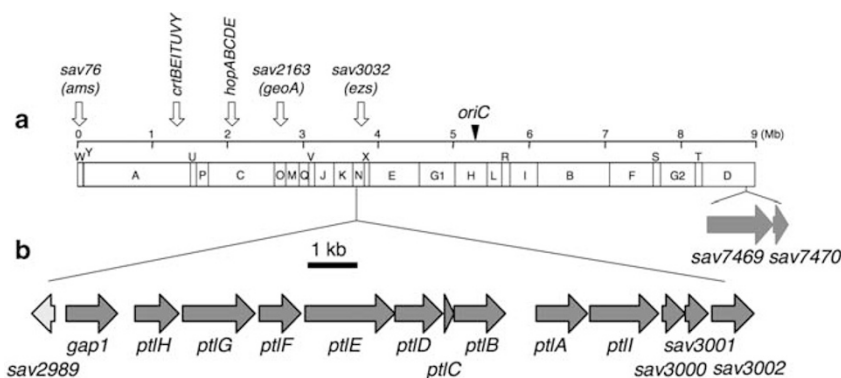 sav76
(ams)
crtBEITUVY
hopABCDE
sav2163
(geoA)
sav3032
(ezs)
oriC
a
0 1 2 3 4 5 6 7 8 9 (Mb)
W Y U V X R S T
A P C O M Q J K N E G1 H L I B F G2 D
sav7469 sav7470
b
1 kb
sav2989 gap1 ptlH ptlG ptlF ptlE ptlD ptlC ptlB ptlA ptlI sav3000 sav3001 sav3002